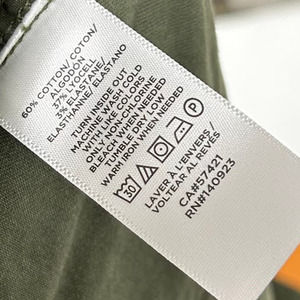 60% COTTON/COTON/
ALGODÓN
37% LYOCELL
3% ELASTANE/
ELASTHANNE/ELASTANO
TURN INSIDE OUT
MACHINE WASH COLD
WITH LIKE COLORS
ONLY NON-CHLORINE
BLEACH WHEN NEEDED
TUMBLE DRY LOW
WARM IRON WHEN NEEDED
30
LAVER À L'ENVERS/
VOLTEAR AL REVÉS
CA#57421
RN#140923